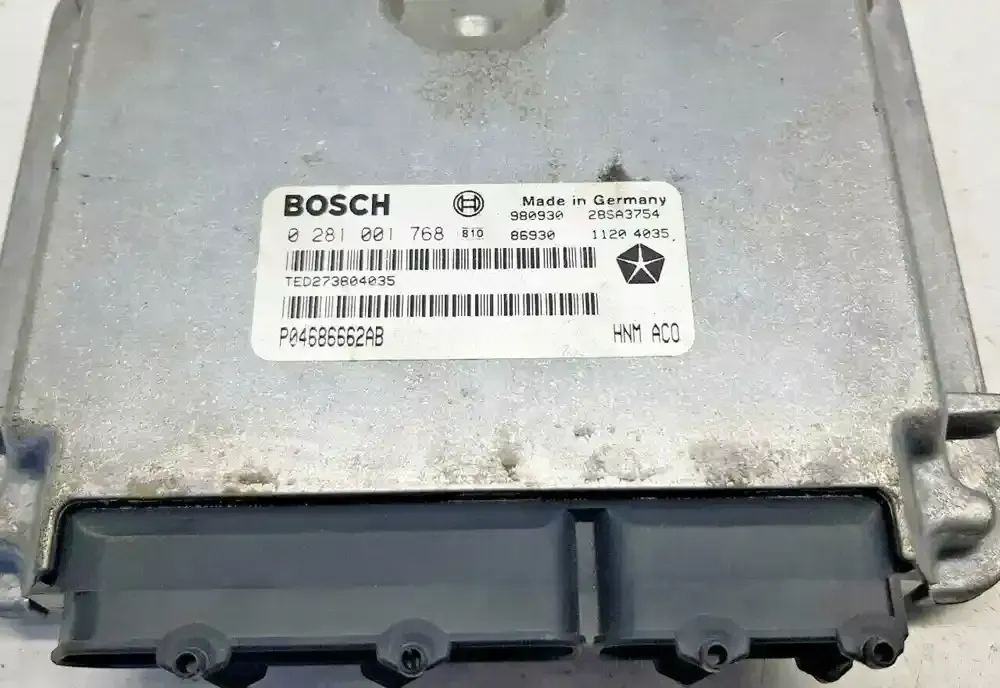 BOSCH Made in Germany
980930 28SA3754
0 281 001 768 810 86930 1120 4035.
TED273804035
P04686662AB HNM ACO